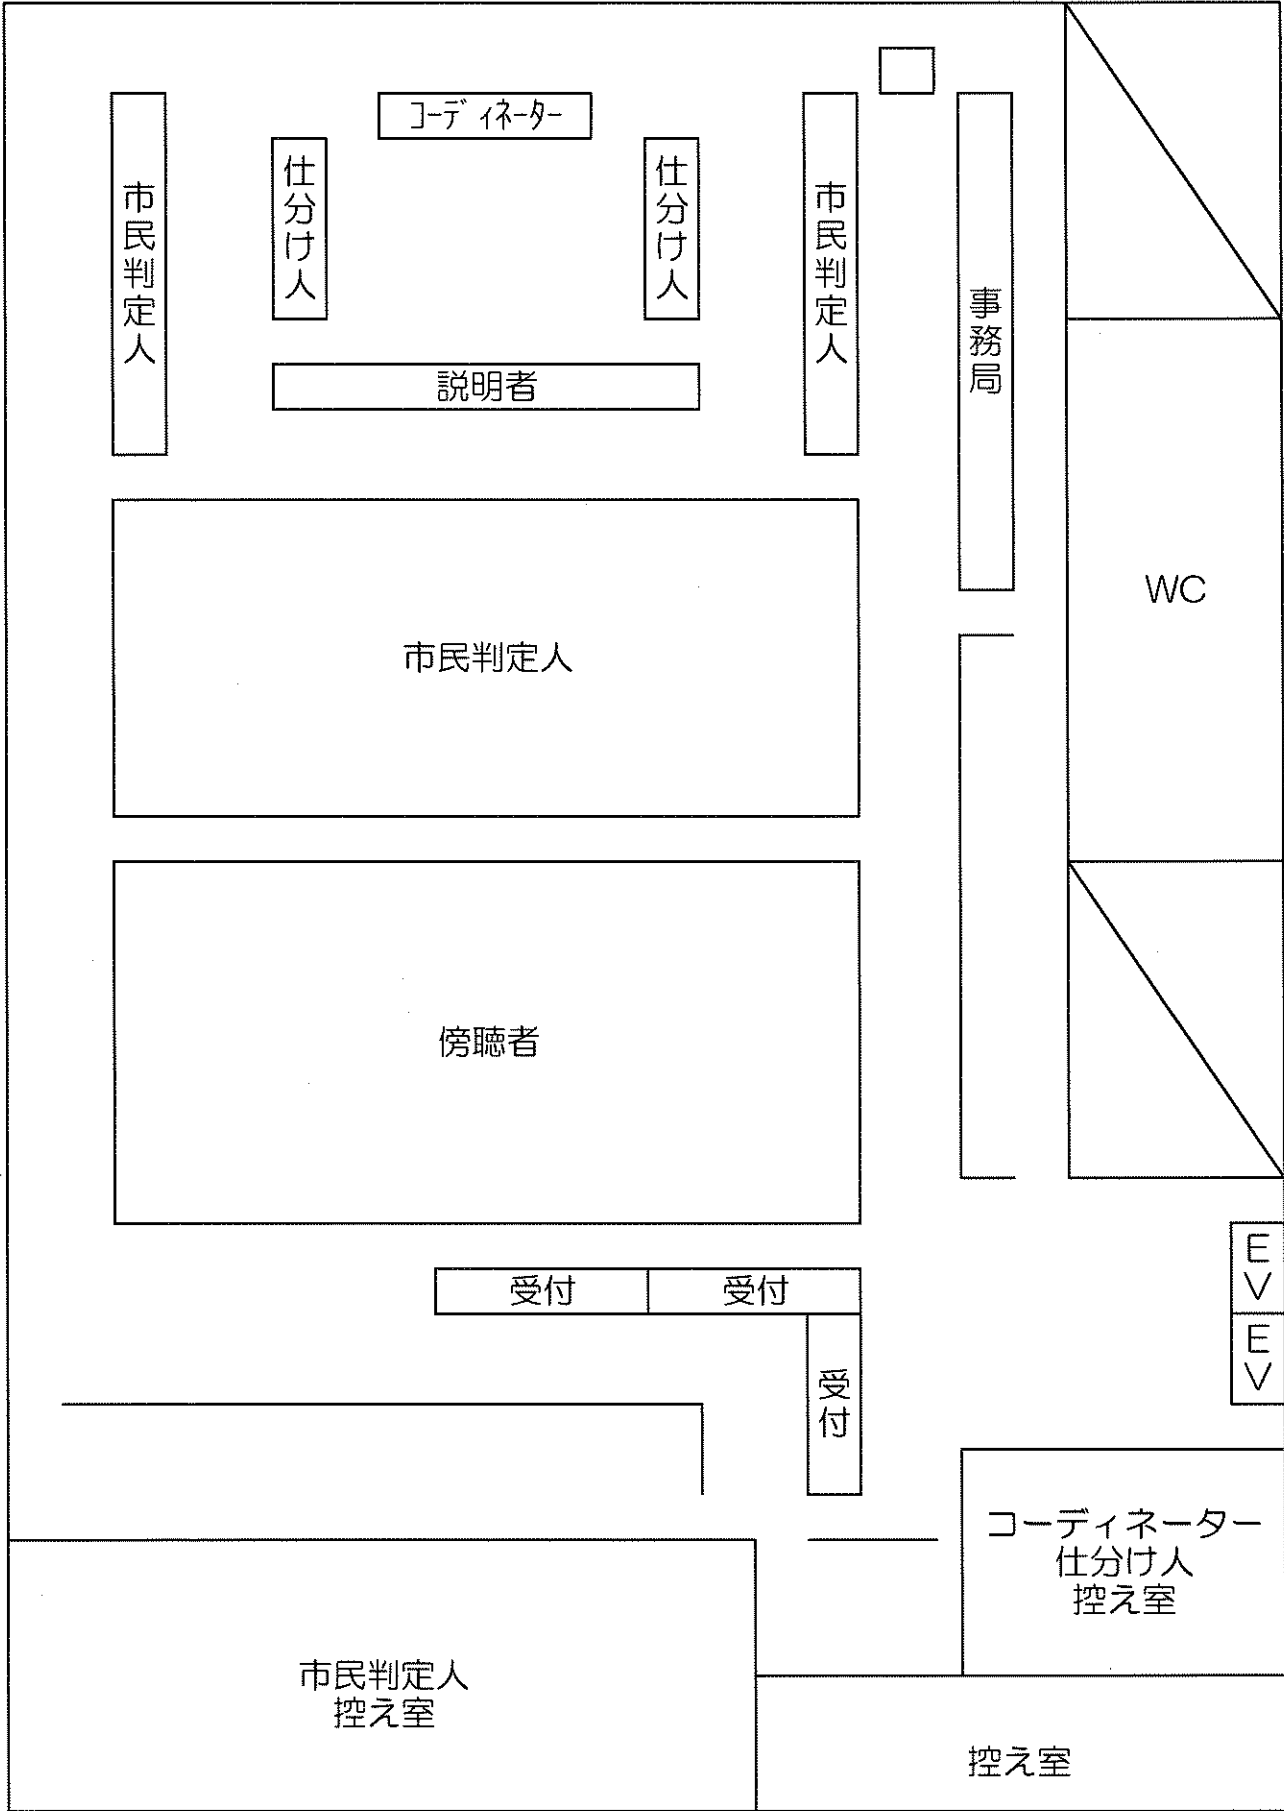 コーディネーター
市民判定人
仕分け人
仕分け人
市民判定人
事務局
説明者
WC
市民判定人
傍聴者
受付
受付
受付
EV
EV
コーディネーター
仕分け人
控え室
市民判定人
控え室
控え室